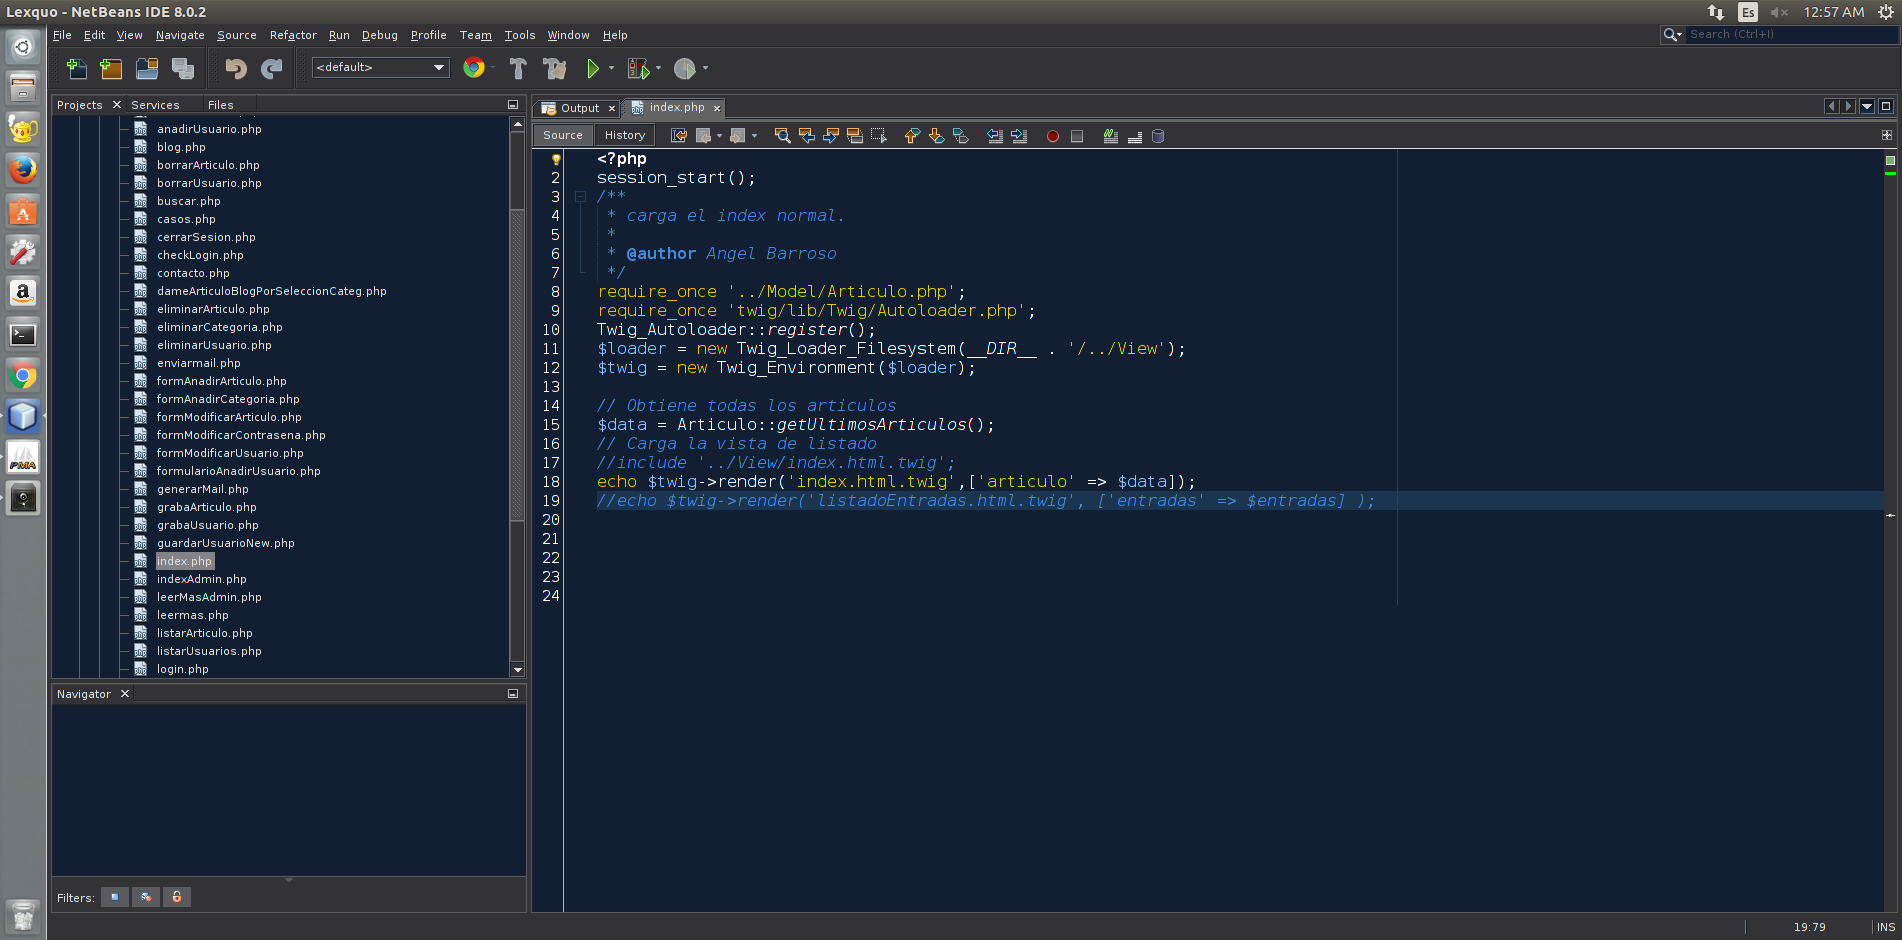 Lexquo - NetBeans IDE 8.0.2
Es
12:57 AM
File Edit View Navigate Source Refactor Run Debug Profile Team Tools Window Help
Search (Ctrl+I)
<default>
Projects Services Files
anadirUsuario.php
blog.php
borrarArticulo.php
borrarUsuario.php
buscar.php
casos.php
cerrarSesion.php
checkLogin.php
contacto.php
dameArticuloBlogPorSeleccionCateg.php
eliminarArticulo.php
eliminarCategoria.php
eliminarUsuario.php
enviarmail.php
formAnadirArticulo.php
formAnadirCategoria.php
formModificarArticulo.php
formModificarContrasena.php
formModificarUsuario.php
formularioAnadirUsuario.php
generarMail.php
grabaArticulo.php
grabaUsuario.php
guardarUsuarioNew.php
index.php
indexAdmin.php
leerMasAdmin.php
leermas.php
listarArticulo.php
listarUsuarios.php
login.php
Navigator
Filters:
PMA
Output index.php
Source History
<?php
2 session_start();
3 /**
4 * carga el index normal.
5 *
6 * @author Angel Barroso
7 */
8 require_once '../Model/Articulo.php';
9 require_once 'twig/lib/Twig/Autoloader.php';
10 Twig_Autoloader::register();
11 $loader = new Twig_Loader_Filesystem(__DIR__ . '/../View');
12 $twig = new Twig_Environment($loader);
13
14 // Obtiene todas los articulos
15 $data = Articulo::getUltimosArticulos();
16 // Carga la vista de listado
17 //include '../View/index.html.twig';
18 echo $twig->render('index.html.twig',['articulo' => $data]);
19 //echo $twig->render('listadoEntradas.html.twig', ['entradas' => $entradas] );
20
21
22
23
24
19:79 INS